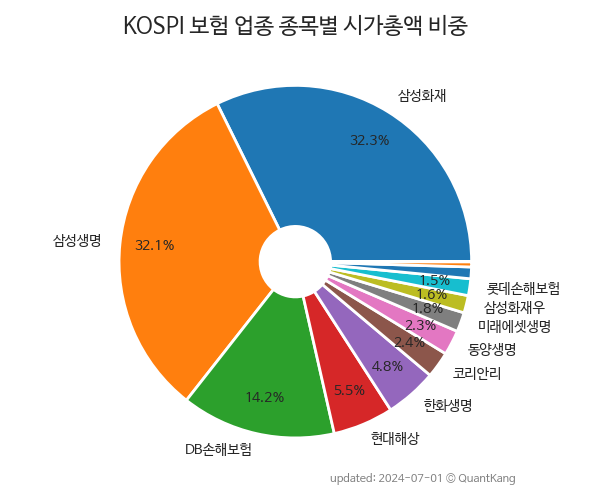 KOSPI 보험 업종 종목별 시가총액 비중
삼성화재
32.3%
삼성생명
32.1%
DB손해보험
14.2%
현대해상
5.5%
한화생명
4.8%
코리안리
2.4%
동양생명
2.3%
미래에셋생명
1.8%
삼성화재우
1.6%
롯데손해보험
1.5%
updated: 2024-07-01 © QuantKang